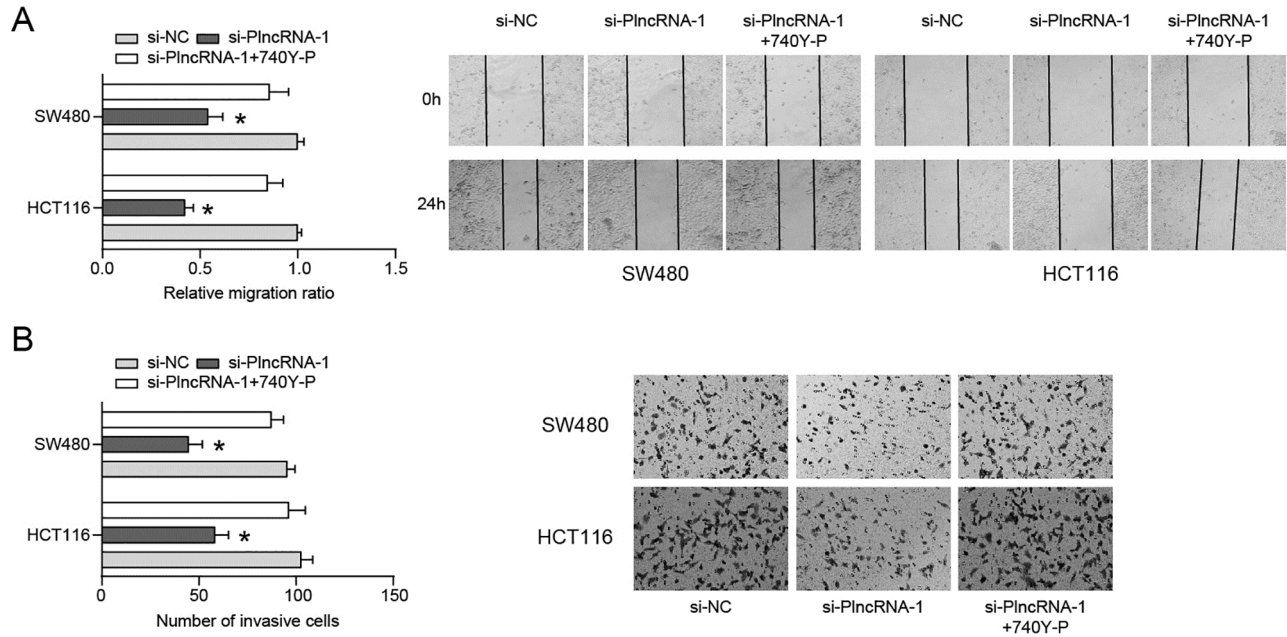 A
si-NC si-PlncRNA-1
si-PlncRNA-1+740Y-P
SW480
*
HCT116
*
0.0 0.5 1.0 1.5
Relative migration ratio
si-NC si-PlncRNA-1 si-PlncRNA-1
+740Y-P
si-NC si-PlncRNA-1 si-PlncRNA-1
+740Y-P
0h
24h
SW480 HCT116
B
si-NC si-PlncRNA-1
si-PlncRNA-1+740Y-P
SW480
*
HCT116
*
0 50 100 150
Number of invasive cells
SW480
HCT116
si-NC si-PlncRNA-1 si-PlncRNA-1
+740Y-P